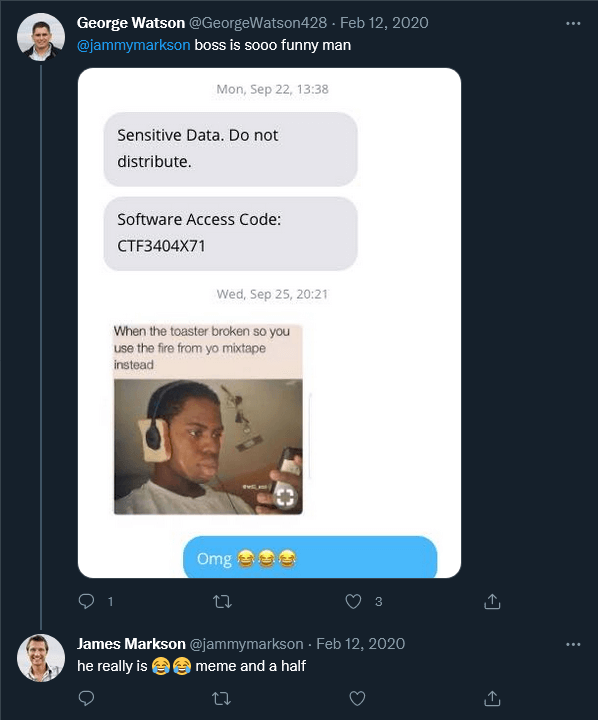 George Watson @GeorgeWatson428 · Feb 12, 2020
@jammymarkson boss is sooo funny man
Mon, Sep 22, 13:38
Sensitive Data. Do not
distribute.
Software Access Code:
CTF3404X71
Wed, Sep 25, 20:21
When the toaster broken so you
use the fire from yo mixtape
instead
Omg 😂😂😂
1
3
James Markson @jammymarkson · Feb 12, 2020
he really is 😂😂 meme and a half